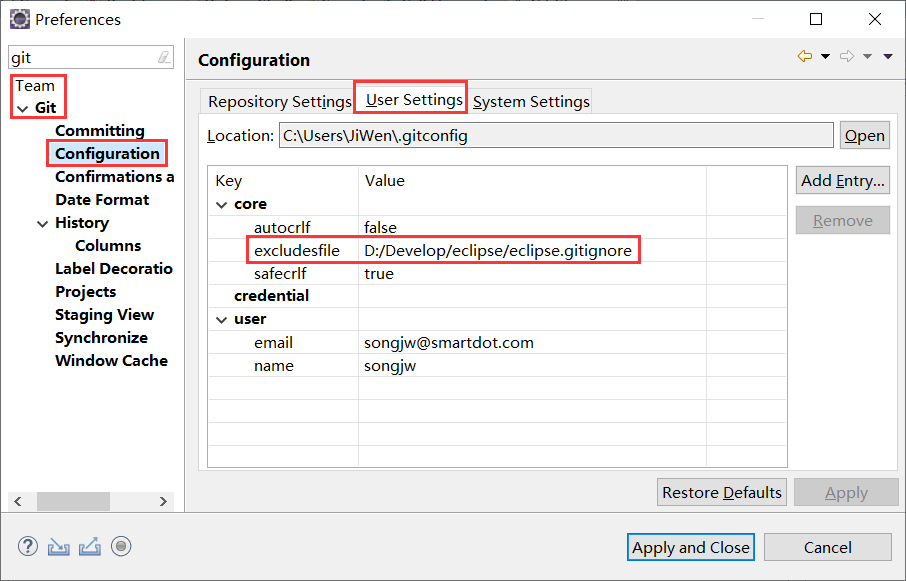 Preferences
git
Team
Git
Committing
Configuration
Confirmations a
Date Format
History
Columns
Label Decoratio
Projects
Staging View
Synchronize
Window Cache
Configuration
Repository Settings User Settings System Settings
Location: C:\Users\JiWen\.gitconfig Open
Key Value
core
autocrlf false
excludesfile D:/Develop/eclipse/eclipse.gitignore
safecrlf true
credential
user
email songjw@smartdot.com
name songjw
Add Entry...
Remove
Restore Defaults Apply
Apply and Close Cancel